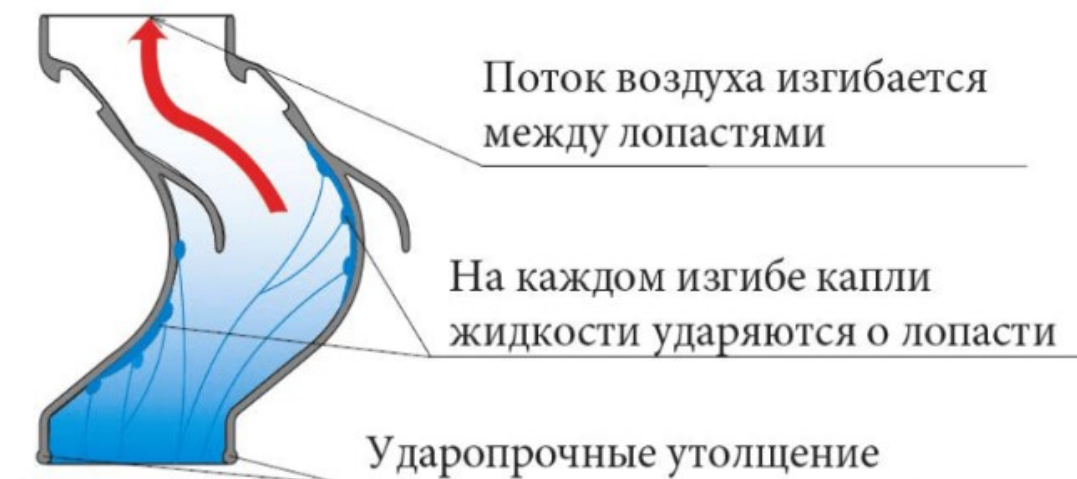 Поток воздуха изгибается
между лопастями
На каждом изгибе капли
жидкости ударяются о лопасти
Ударопрочные утолщение